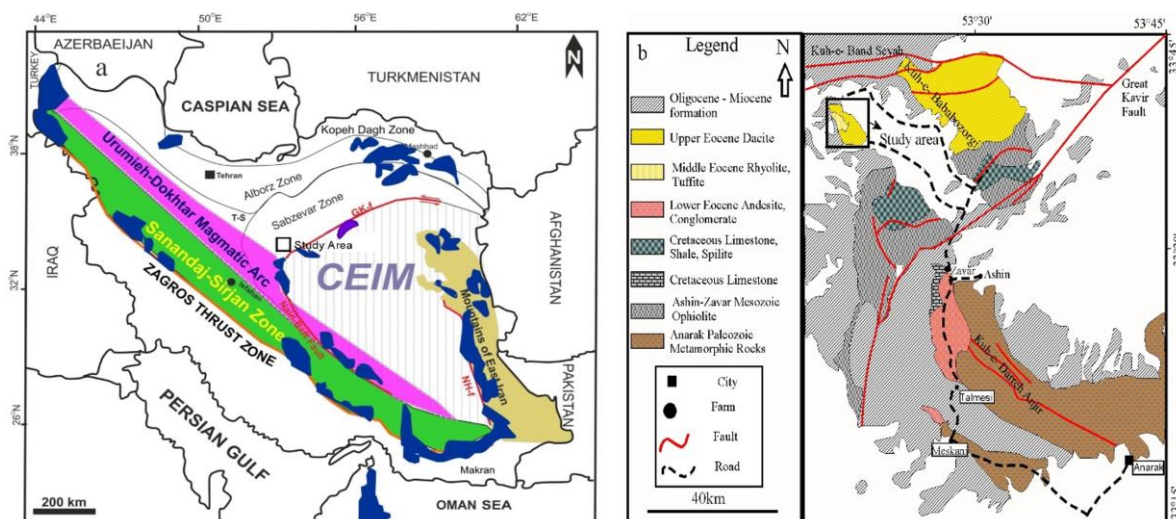 44°E
50°E
56°E
62°E
AZERBAEIJAN
a
N
TURKEY
TURKMENISTAN
CASPIAN SEA
Kopeh Dagh Zone
Meshhad
38°N
Tehran
Alborz Zone
Urumieh-Dokhtar Magmatic Arc
Sabzevar Zone
T-S
GK-f
Study Area
AFGHANISTAN
IRAQ
CEIM
32°N
Sanandaj-Sirjan Zone
Isfahan
ZAGROS THRUST ZONE
Mountains of East Iran
NH-f
PAKISTAN
26°N
PERSIAN GULF
Makran
200 km
OMAN SEA
b
Legend
N
Oligocene - Miocene
formation
Upper Eocene Dacite
Middle Eocene Rhyolite,
Tuffite
Lower Eocene Andesite,
Conglomerate
Cretaceous Limestone,
Shale, Spilite
Cretaceous Limestone
Ashin-Zavar Mesozoic
Ophiolite
Anarak Paleozoic
Metamorphic Rocks
City
Farm
Fault
Road
40km
53°30'
53°45'
Kuh-e- Band Seyah
Kuh-e- Bababozorgi
Great
Kavir
Fault
Study area
Zavar
Ashin
Kuh-e-Darreh Anjir
Talmesi
Meskani
Anarak